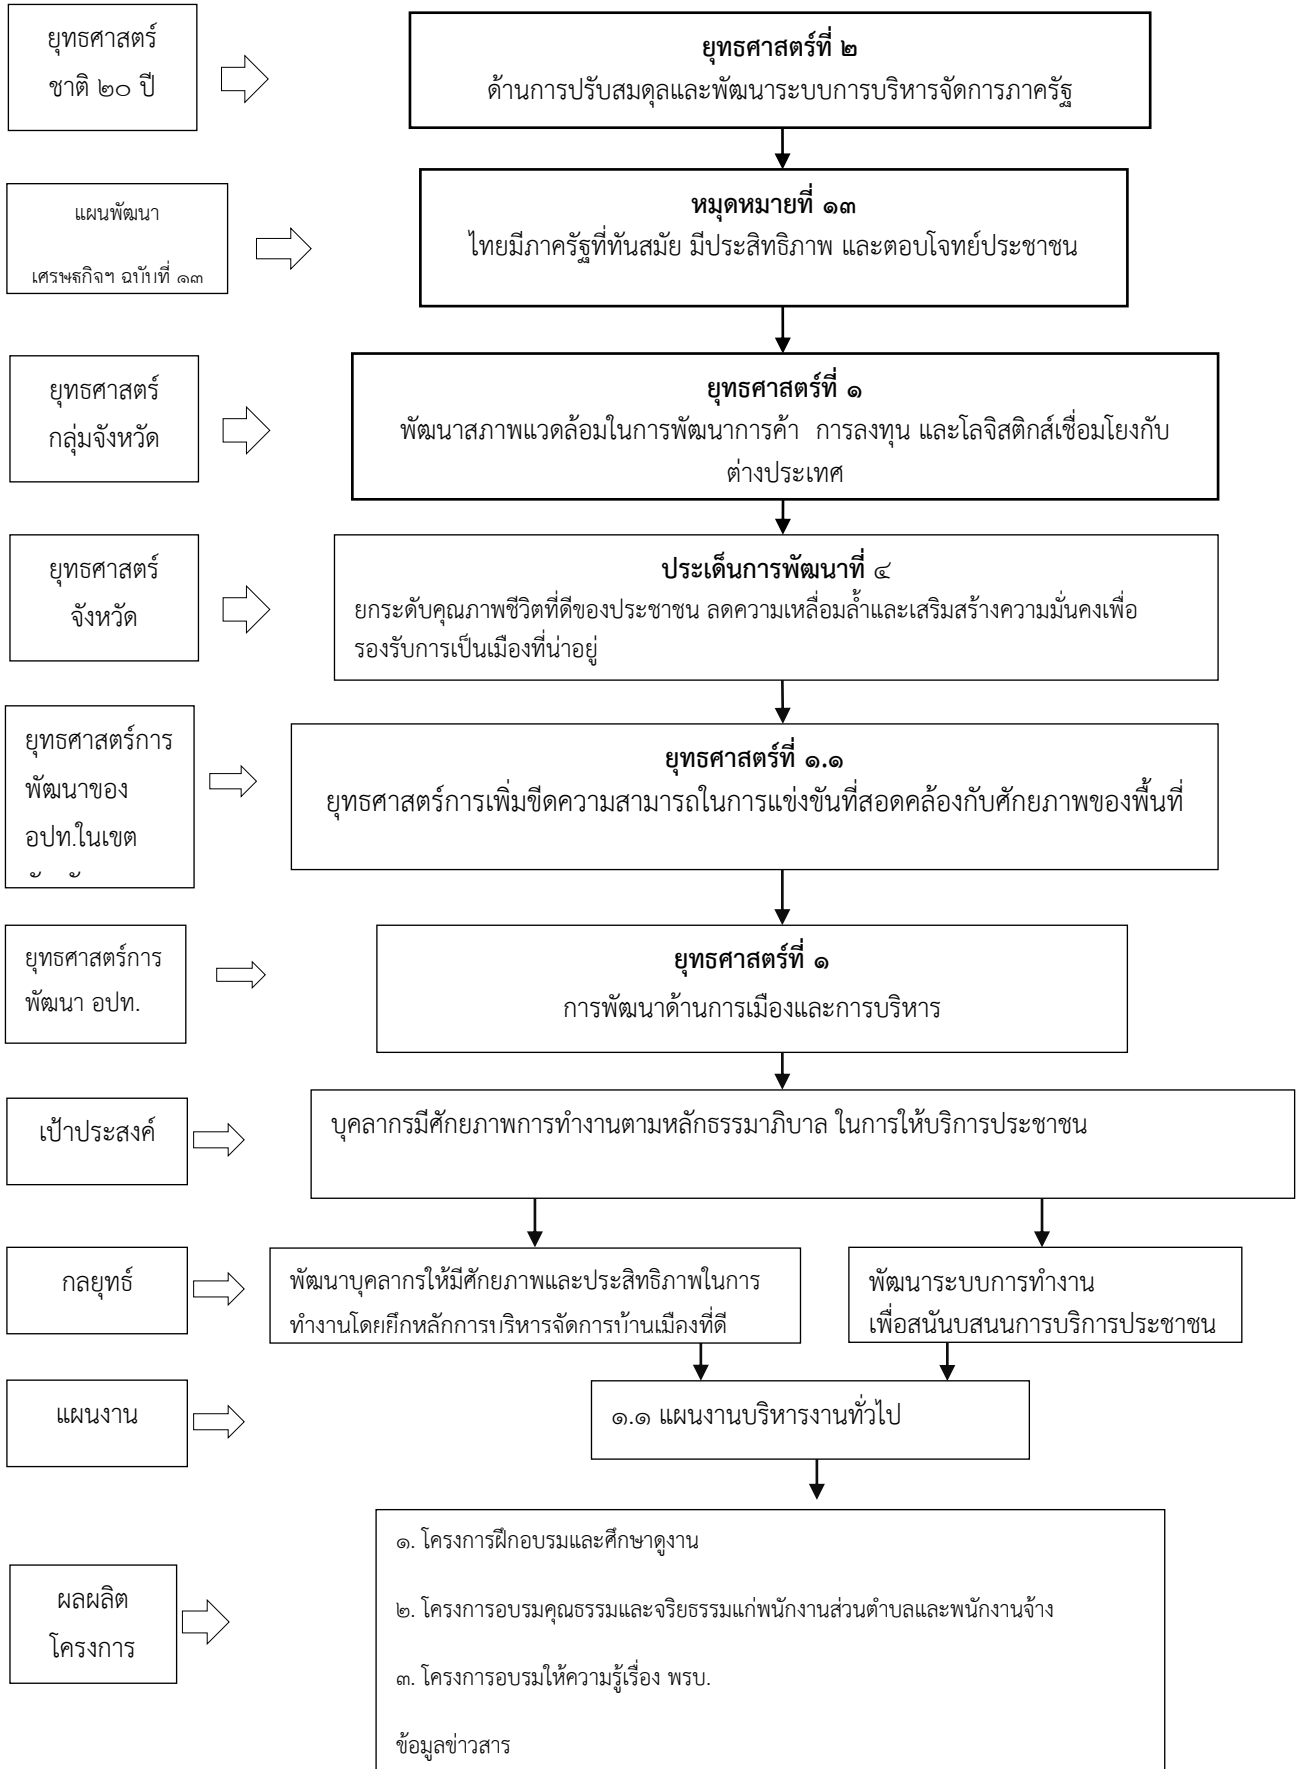 ยุทธศาสตร์
ชาติ ๒๐ ปี
ยุทธศาสตร์ที่ ๒
ด้านการปรับสมดุลและพัฒนาระบบการบริหารจัดการภาครัฐ
แผนพัฒนา
เศรษฐกิจฯ ฉบับที่ ๑๓
หมุดหมายที่ ๑๓
ไทยมีภาครัฐที่ทันสมัย มีประสิทธิภาพ และตอบโจทย์ประชาชน
ยุทธศาสตร์
กลุ่มจังหวัด
ยุทธศาสตร์ที่ ๑
พัฒนาสภาพแวดล้อมในการพัฒนาการค้า การลงทุน และโลจิสติกส์เชื่อมโยงกับ
ต่างประเทศ
ยุทธศาสตร์
จังหวัด
ประเด็นการพัฒนาที่ ๔
ยกระดับคุณภาพชีวิตที่ดีของประชาชน ลดความเหลื่อมล้ำและเสริมสร้างความมั่นคงเพื่อ
รองรับการเป็นเมืองที่น่าอยู่
ยุทธศาสตร์การ
พัฒนาของ
อปท.ในเขต
ยุทธศาสตร์ที่ ๑.๑
ยุทธศาสตร์การเพิ่มขีดความสามารถในการแข่งขันที่สอดคล้องกับศักยภาพของพื้นที่
ยุทธศาสตร์การ
พัฒนา อปท.
ยุทธศาสตร์ที่ ๑
การพัฒนาด้านการเมืองและการบริหาร
เป้าประสงค์
บุคลากรมีศักยภาพการทำงานตามหลักธรรมาภิบาล ในการให้บริการประชาชน
กลยุทธ์
พัฒนาบุคลากรให้มีศักยภาพและประสิทธิภาพในการ
ทำงานโดยยึดหลักการบริหารจัดการบ้านเมืองที่ดี
พัฒนาระบบการทำงาน
เพื่อสนันบสนนการบริการประชาชน
แผนงาน
๑.๑ แผนงานบริหารงานทั่วไป
ผลผลิต
โครงการ
๑. โครงการฝึกอบรมและศึกษาดูงาน
๒. โครงการอบรมคุณธรรมและจริยธรรมแก่พนักงานส่วนตำบลและพนักงานจ้าง
๓. โครงการอบรมให้ความรู้เรื่อง พรบ.
ข้อมูลข่าวสาร